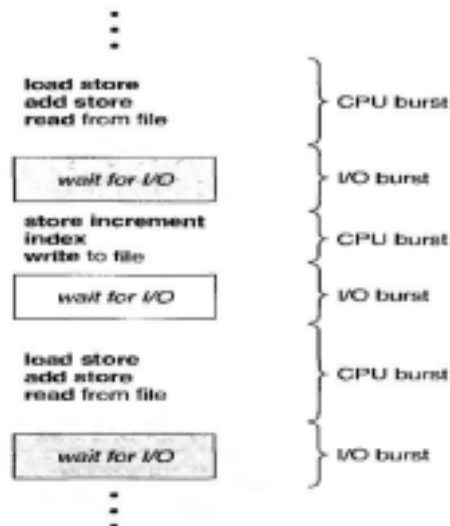 load store
add store
read from file
CPU burst
wait for I/O
I/O burst
store increment
index
write to file
CPU burst
wait for I/O
I/O burst
load store
add store
read from file
CPU burst
wait for I/O
I/O burst